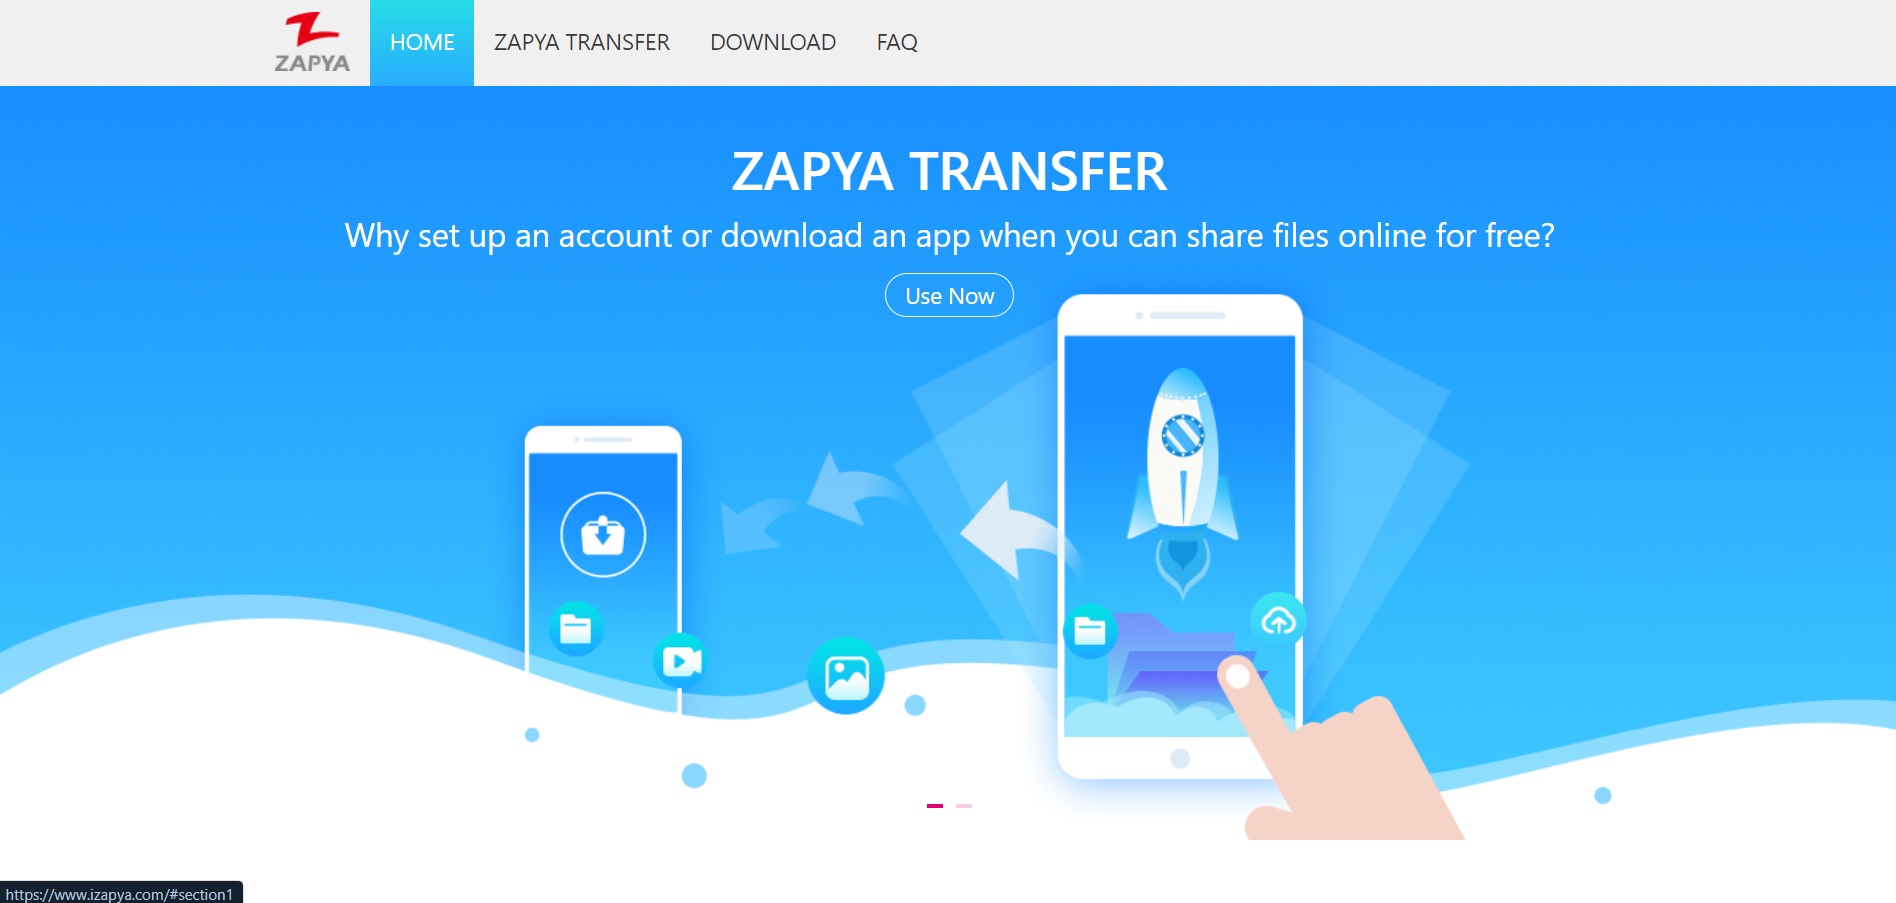 ZAPYA
HOME
ZAPYA TRANSFER
DOWNLOAD
FAQ
ZAPYA TRANSFER
Why set up an account or download an app when you can share files online for free?
Use Now
https://www.izapya.com/#section1